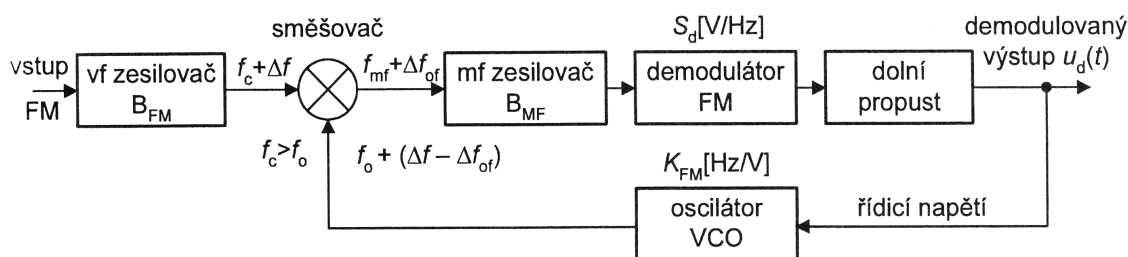 směšovač
S_d[V/Hz]
demodulovaný
výstup u_d(t)
vstup
FM
vf zesilovač
B_FM
f_c+Δf
f_mf+Δf_of
mf zesilovač
B_MF
demodulátor
FM
dolní
propust
f_c>f_o
f_o + (Δf – Δf_of)
K_FM[Hz/V]
oscilátor
VCO
řídicí napětí